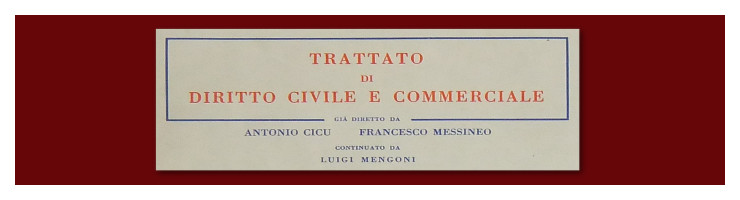 TRATTATO
DI
DIRITTO CIVILE E COMMERCIALE
GIÀ DIRETTO DA
ANTONIO CICU FRANCESCO MESSINEO
CONTINUATO DA
LUIGI MENGONI